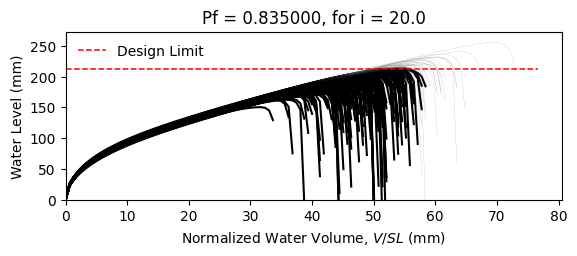 Pf = 0.835000, for i = 20.0
Design Limit
Water Level (mm)
250
200
150
100
50
0
0 10 20 30 40 50 60 70 80
Normalized Water Volume, V/SL (mm)